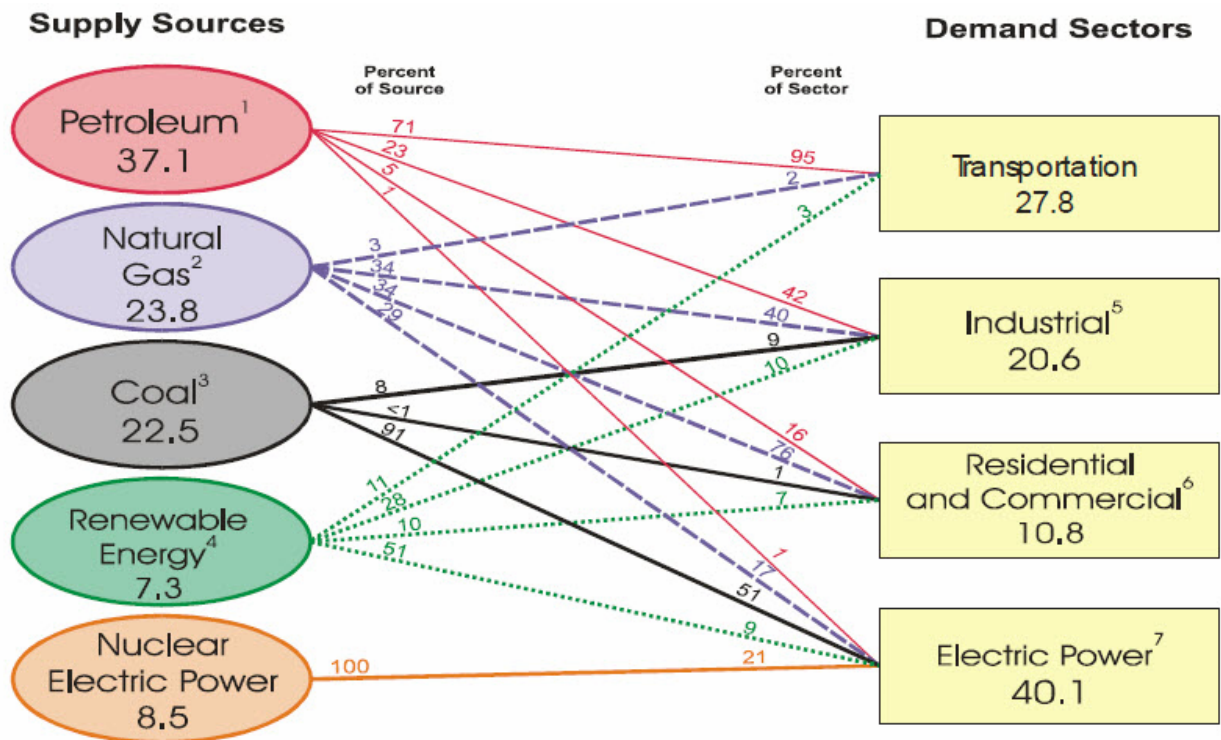 Supply Sources
Demand Sectors
Percent
of Source
Percent
of Sector
Petroleum¹
37.1
Natural
Gas²
23.8
Coal³
22.5
Renewable
Energy⁴
7.3
Nuclear
Electric Power
8.5
71
23
5
1
3
34
34
29
8
<1
91
11
28
10
51
100
95
2
3
42
40
9
10
16
76
1
7
1
17
51
9
21
Transportation
27.8
Industrial⁵
20.6
Residential
and Commercial⁶
10.8
Electric Power⁷
40.1